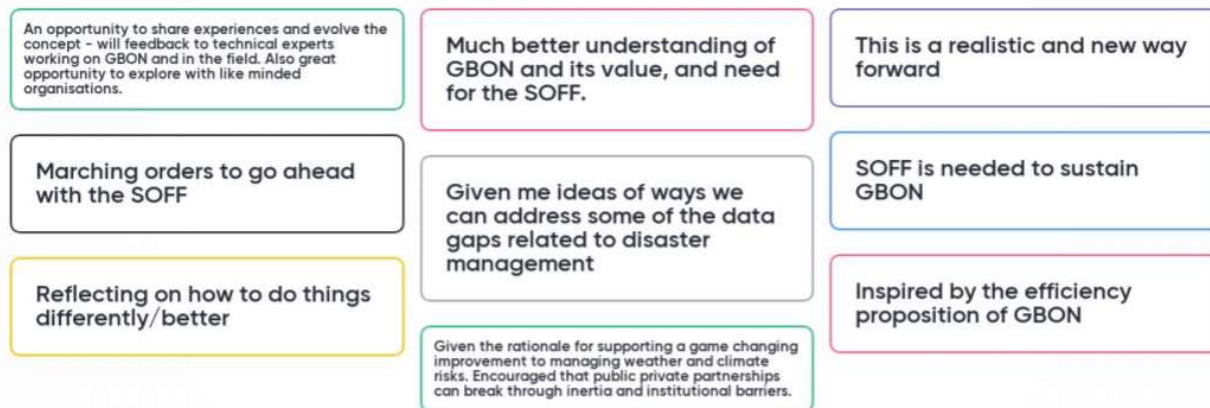 An opportunity to share experiences and evolve the
concept - will feedback to technical experts
working on GBON and in the field. Also great
opportunity to explore with like minded
organisations.
Marching orders to go ahead
with the SOFF
Reflecting on how to do things
differently/better
Much better understanding of
GBON and its value, and need
for the SOFF.
Given me ideas of ways we
can address some of the data
gaps related to disaster
management
Given the rationale for supporting a game changing
improvement to managing weather and climate
risks. Encouraged that public private partnerships
can break through inertia and institutional barriers.
This is a realistic and new way
forward
SOFF is needed to sustain
GBON
Inspired by the efficiency
proposition of GBON